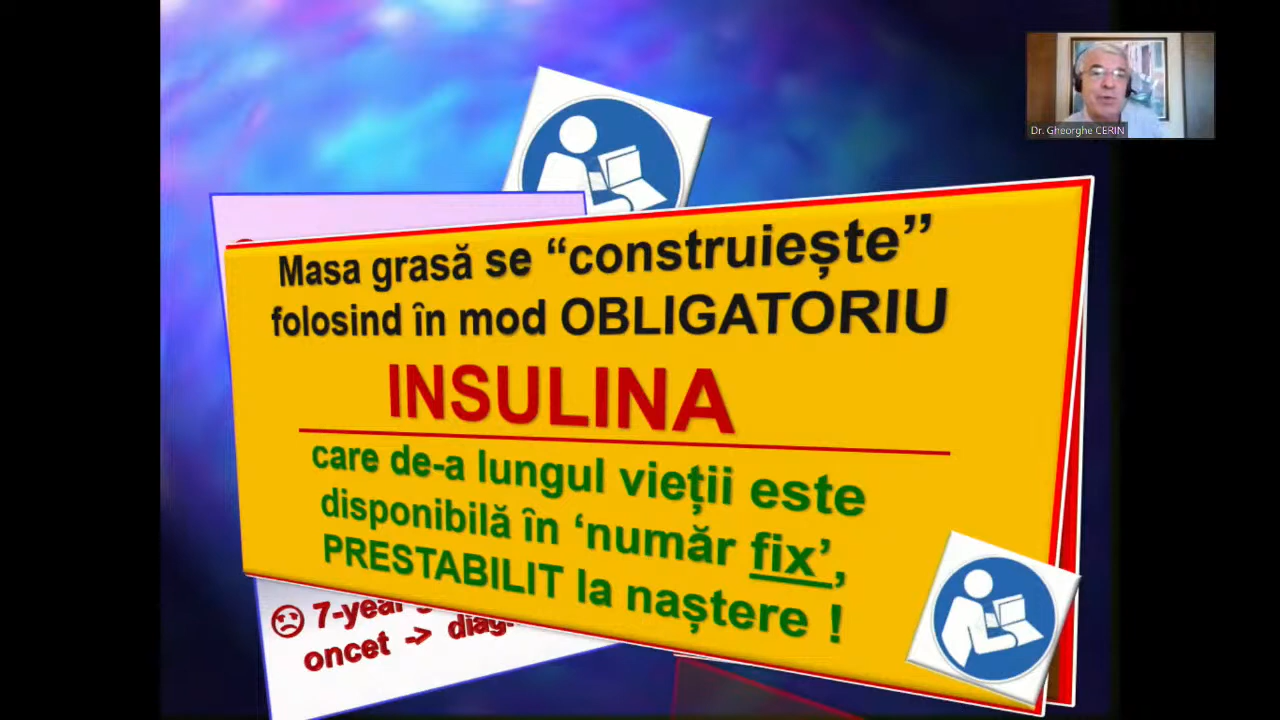 Dr. Gheorghe CERIN
Masa grasă se “construiește”
folosind în mod OBLIGATORIU
INSULINA
care de-a lungul vieții este
disponibilă în ‘număr fix’,
PRESTABILIT la naștere !
7-year
oncet -> diag